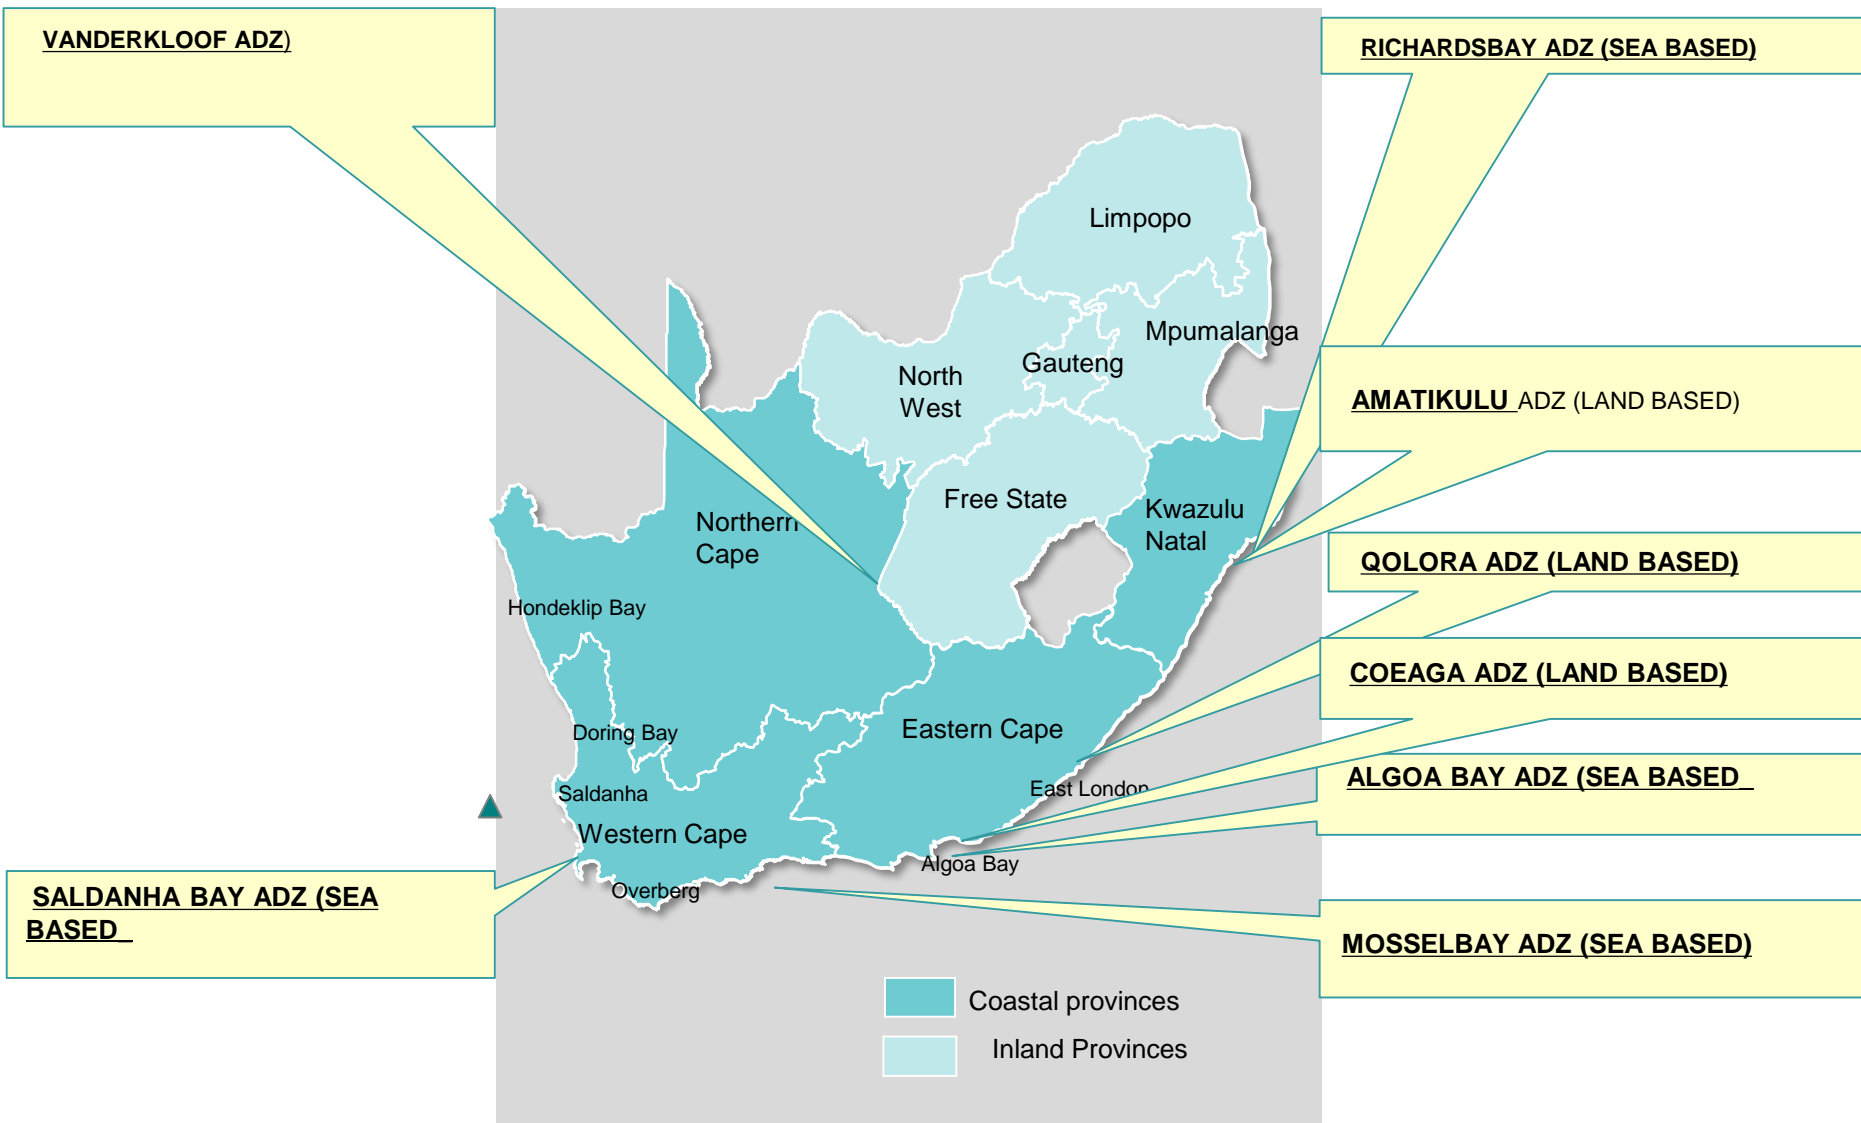 VANDERKLOOF ADZ)
RICHARDSBAY ADZ (SEA BASED)
Limpopo
Mpumalanga
Gauteng
North
West
AMATIKULU ADZ (LAND BASED)
Free State
Kwazulu
Natal
Northern
Cape
QOLORA ADZ (LAND BASED)
Hondeklip Bay
COEAGA ADZ (LAND BASED)
Eastern Cape
Doring Bay
ALGOA BAY ADZ (SEA BASED_
East London
Saldanha
Western Cape
Algoa Bay
Overberg
SALDANHA BAY ADZ (SEA
BASED_
MOSSELBAY ADZ (SEA BASED)
Coastal provinces
Inland Provinces